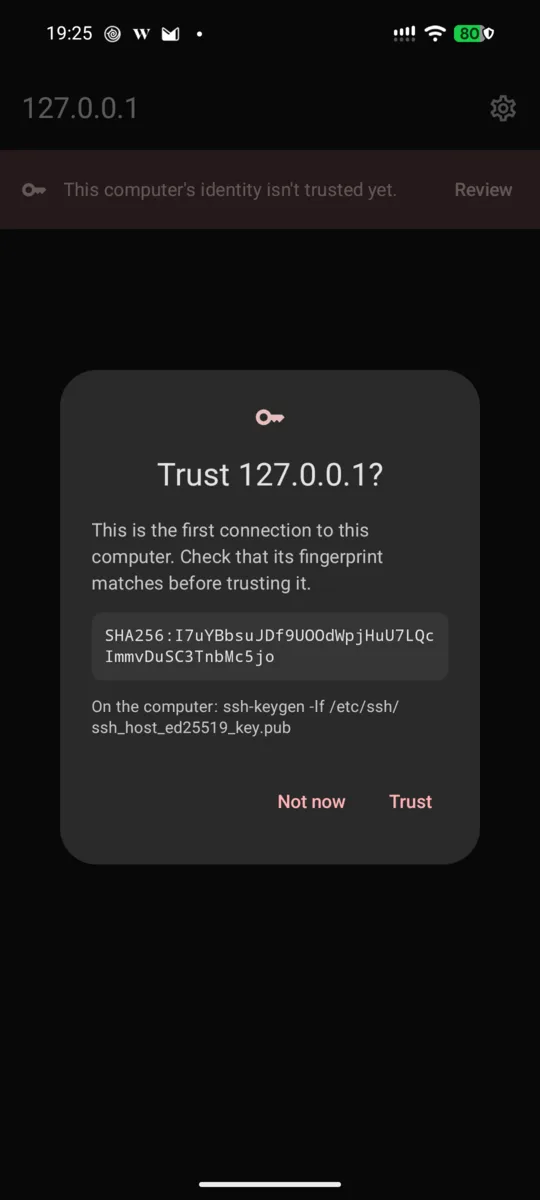 19:25
W
80
127.0.0.1
This computer's identity isn't trusted yet.
Review
Trust 127.0.0.1?
This is the first connection to this
computer. Check that its fingerprint
matches before trusting it.
SHA256:I7uYBbsuJDf9UOOdWpjHuU7LQc
ImmvDuSC3TnbMc5jo
On the computer: ssh-keygen -lf /etc/ssh/
ssh_host_ed25519_key.pub
Not now
Trust